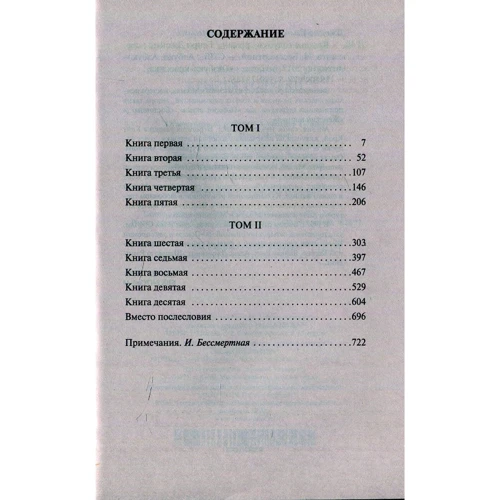 СОДЕРЖАНИЕ
ТОМ I
Книга первая . . . . . . . . . . . . . . . . . . . . . . . . . . . . . . . . . 7
Книга вторая . . . . . . . . . . . . . . . . . . . . . . . . . . . . . . . . 52
Книга третья . . . . . . . . . . . . . . . . . . . . . . . . . . . . . . . . 107
Книга четвертая . . . . . . . . . . . . . . . . . . . . . . . . . . . . . 146
Книга пятая . . . . . . . . . . . . . . . . . . . . . . . . . . . . . . . . 206
ТОМ II
Книга шестая . . . . . . . . . . . . . . . . . . . . . . . . . . . . . . . 303
Книга седьмая . . . . . . . . . . . . . . . . . . . . . . . . . . . . . . 397
Книга восьмая . . . . . . . . . . . . . . . . . . . . . . . . . . . . . . 467
Книга девятая . . . . . . . . . . . . . . . . . . . . . . . . . . . . . . 529
Книга десятая . . . . . . . . . . . . . . . . . . . . . . . . . . . . . . 604
Вместо послесловия . . . . . . . . . . . . . . . . . . . . . . . . . 696
Примечания. И. Бессмертная . . . . . . . . . . . . . . . . . . . 722